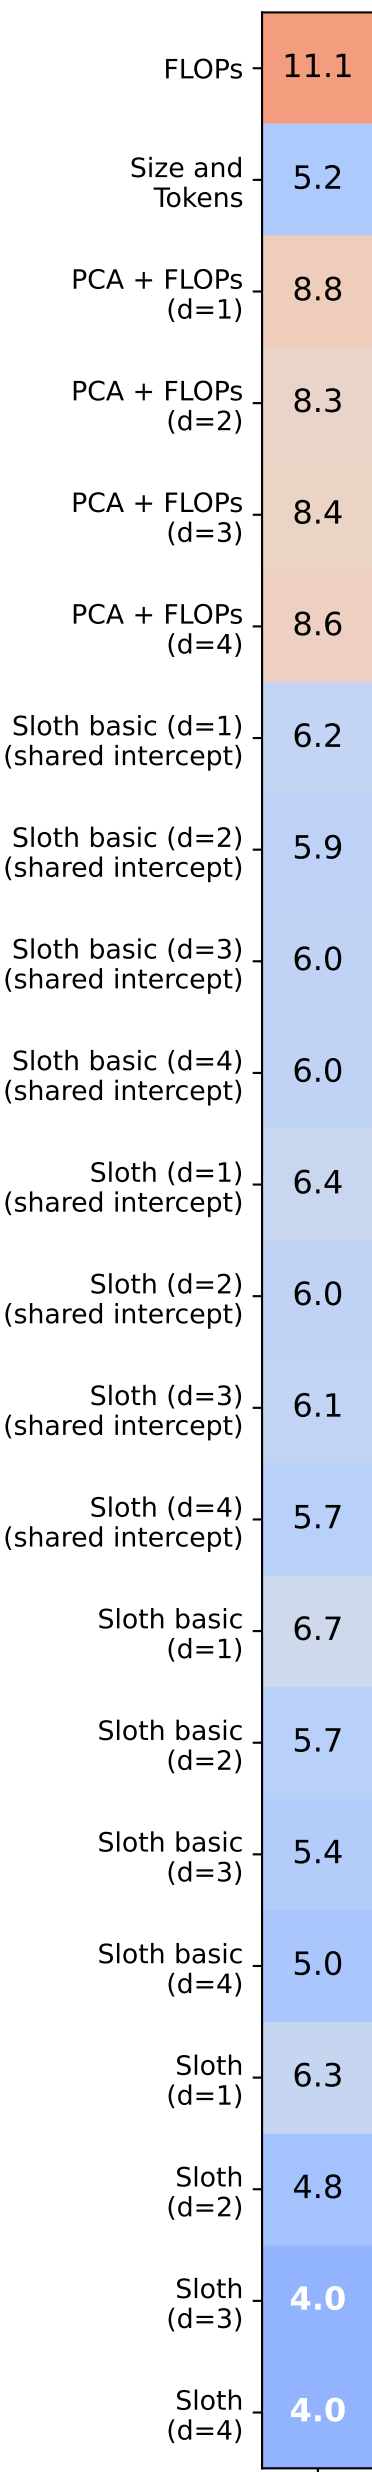 FLOPs
11.1
Size and
Tokens
5.2
PCA + FLOPs
(d=1)
8.8
PCA + FLOPs
(d=2)
8.3
PCA + FLOPs
(d=3)
8.4
PCA + FLOPs
(d=4)
8.6
Sloth basic (d=1)
(shared intercept)
6.2
Sloth basic (d=2)
(shared intercept)
5.9
Sloth basic (d=3)
(shared intercept)
6.0
Sloth basic (d=4)
(shared intercept)
6.0
Sloth (d=1)
(shared intercept)
6.4
Sloth (d=2)
(shared intercept)
6.0
Sloth (d=3)
(shared intercept)
6.1
Sloth (d=4)
(shared intercept)
5.7
Sloth basic
(d=1)
6.7
Sloth basic
(d=2)
5.7
Sloth basic
(d=3)
5.4
Sloth basic
(d=4)
5.0
Sloth
(d=1)
6.3
Sloth
(d=2)
4.8
Sloth
(d=3)
4.0
Sloth
(d=4)
4.0